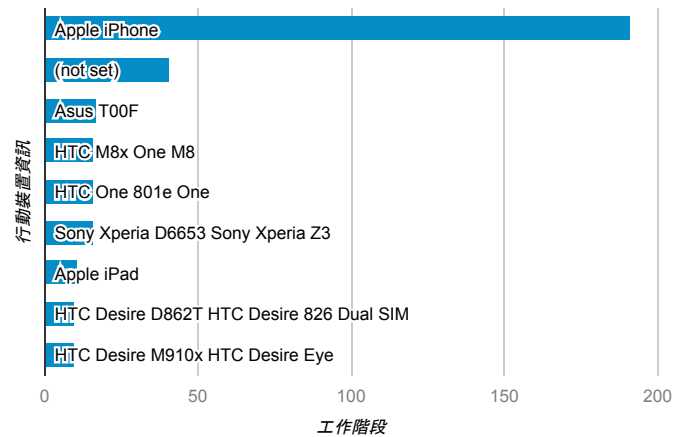 Apple iPhone
(not set)
Asus T00F
HTC M8x One M8
HTC One 801e One
Sony Xperia D6653 Sony Xperia Z3
Apple iPad
HTC Desire D862T HTC Desire 826 Dual SIM
HTC Desire M910x HTC Desire Eye
行動裝置資訊
0 50 100 150 200
工作階段